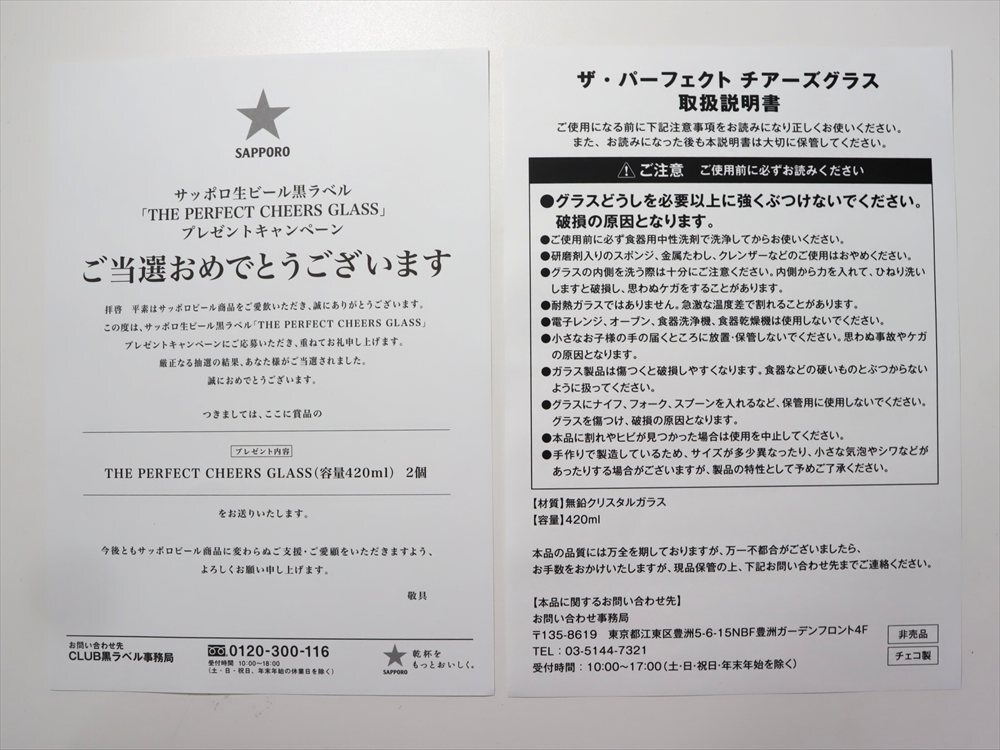 SAPPORO
サッポロ生ビール黒ラベル
「THE PERFECT CHEERS GLASS」
プレゼントキャンペーン
ご当選おめでとうございます
拝啓　平素はサッポロビール商品をご愛飲いただき、誠にありがとうございます。
この度は、サッポロ生ビール黒ラベル「THE PERFECT CHEERS GLASS」
プレゼントキャンペーンにご応募いただき、重ねてお礼申し上げます。
厳正なる抽選の結果、あなた様がご当選されました。
誠におめでとうございます。
つきましては、ここに賞品の
プレゼント内容
THE PERFECT CHEERS GLASS（容量420ml）　2個
をお送りいたします。
今後ともサッポロビール商品に変わらぬご支援・ご愛顧をいただきますよう、
よろしくお願い申し上げます。
敬具
お問い合わせ先
CLUB黒ラベル事務局
0120-300-116
受付時間　10:00〜18:00
（土・日・祝日、年末年始の休業日を除く）
SAPPORO
乾杯を
もっとおいしく。
ザ・パーフェクト チアーズグラス
取扱説明書
ご使用になる前に下記注意事項をお読みになり正しくお使いください。
また、お読みになった後も本説明書は大切に保管してください。
⚠ ご注意　ご使用前に必ずお読みください
●グラスどうしを必要以上に強くぶつけないでください。
破損の原因となります。
●ご使用前に必ず食器用中性洗剤で洗浄してからお使いください。
●研磨剤入りのスポンジ、金属たわし、クレンザーなどのご使用はおやめください。
●グラスの内側を洗う際は十分にご注意ください。内側から力を入れて、ひねり洗い
しますと破損し、思わぬケガをすることがあります。
●耐熱ガラスではありません。急激な温度差で割れることがあります。
●電子レンジ、オーブン、食器洗浄機、食器乾燥機は使用しないでください。
●小さなお子様の手の届くところに放置・保管しないでください。思わぬ事故やケガ
の原因となります。
●ガラス製品は傷つくと破損しやすくなります。食器などの硬いものとぶつからない
ように扱ってください。
●グラスにナイフ、フォーク、スプーンを入れるなど、保管用に使用しないでください。
グラスを傷つけ、破損の原因となります。
●本品に割れやヒビが見つかった場合は使用を中止してください。
●手作りで製造しているため、サイズが多少異なったり、小さな気泡やシワなどが
あったりする場合がございますが、製品の特性として予めご了承ください。
【材質】無鉛クリスタルガラス
【容量】420ml
本品の品質には万全を期しておりますが、万一不都合がございましたら、
お手数をおかけいたしますが、現品保管の上、下記お問い合わせ先までご連絡ください。
【本品に関するお問い合わせ先】
お問い合わせ事務局
〒135-8619　東京都江東区豊洲5-6-15NBF豊洲ガーデンフロント4F
TEL：03-5144-7321
受付時間：10:00〜17:00（土・日・祝日・年末年始を除く）
非売品
チェコ製